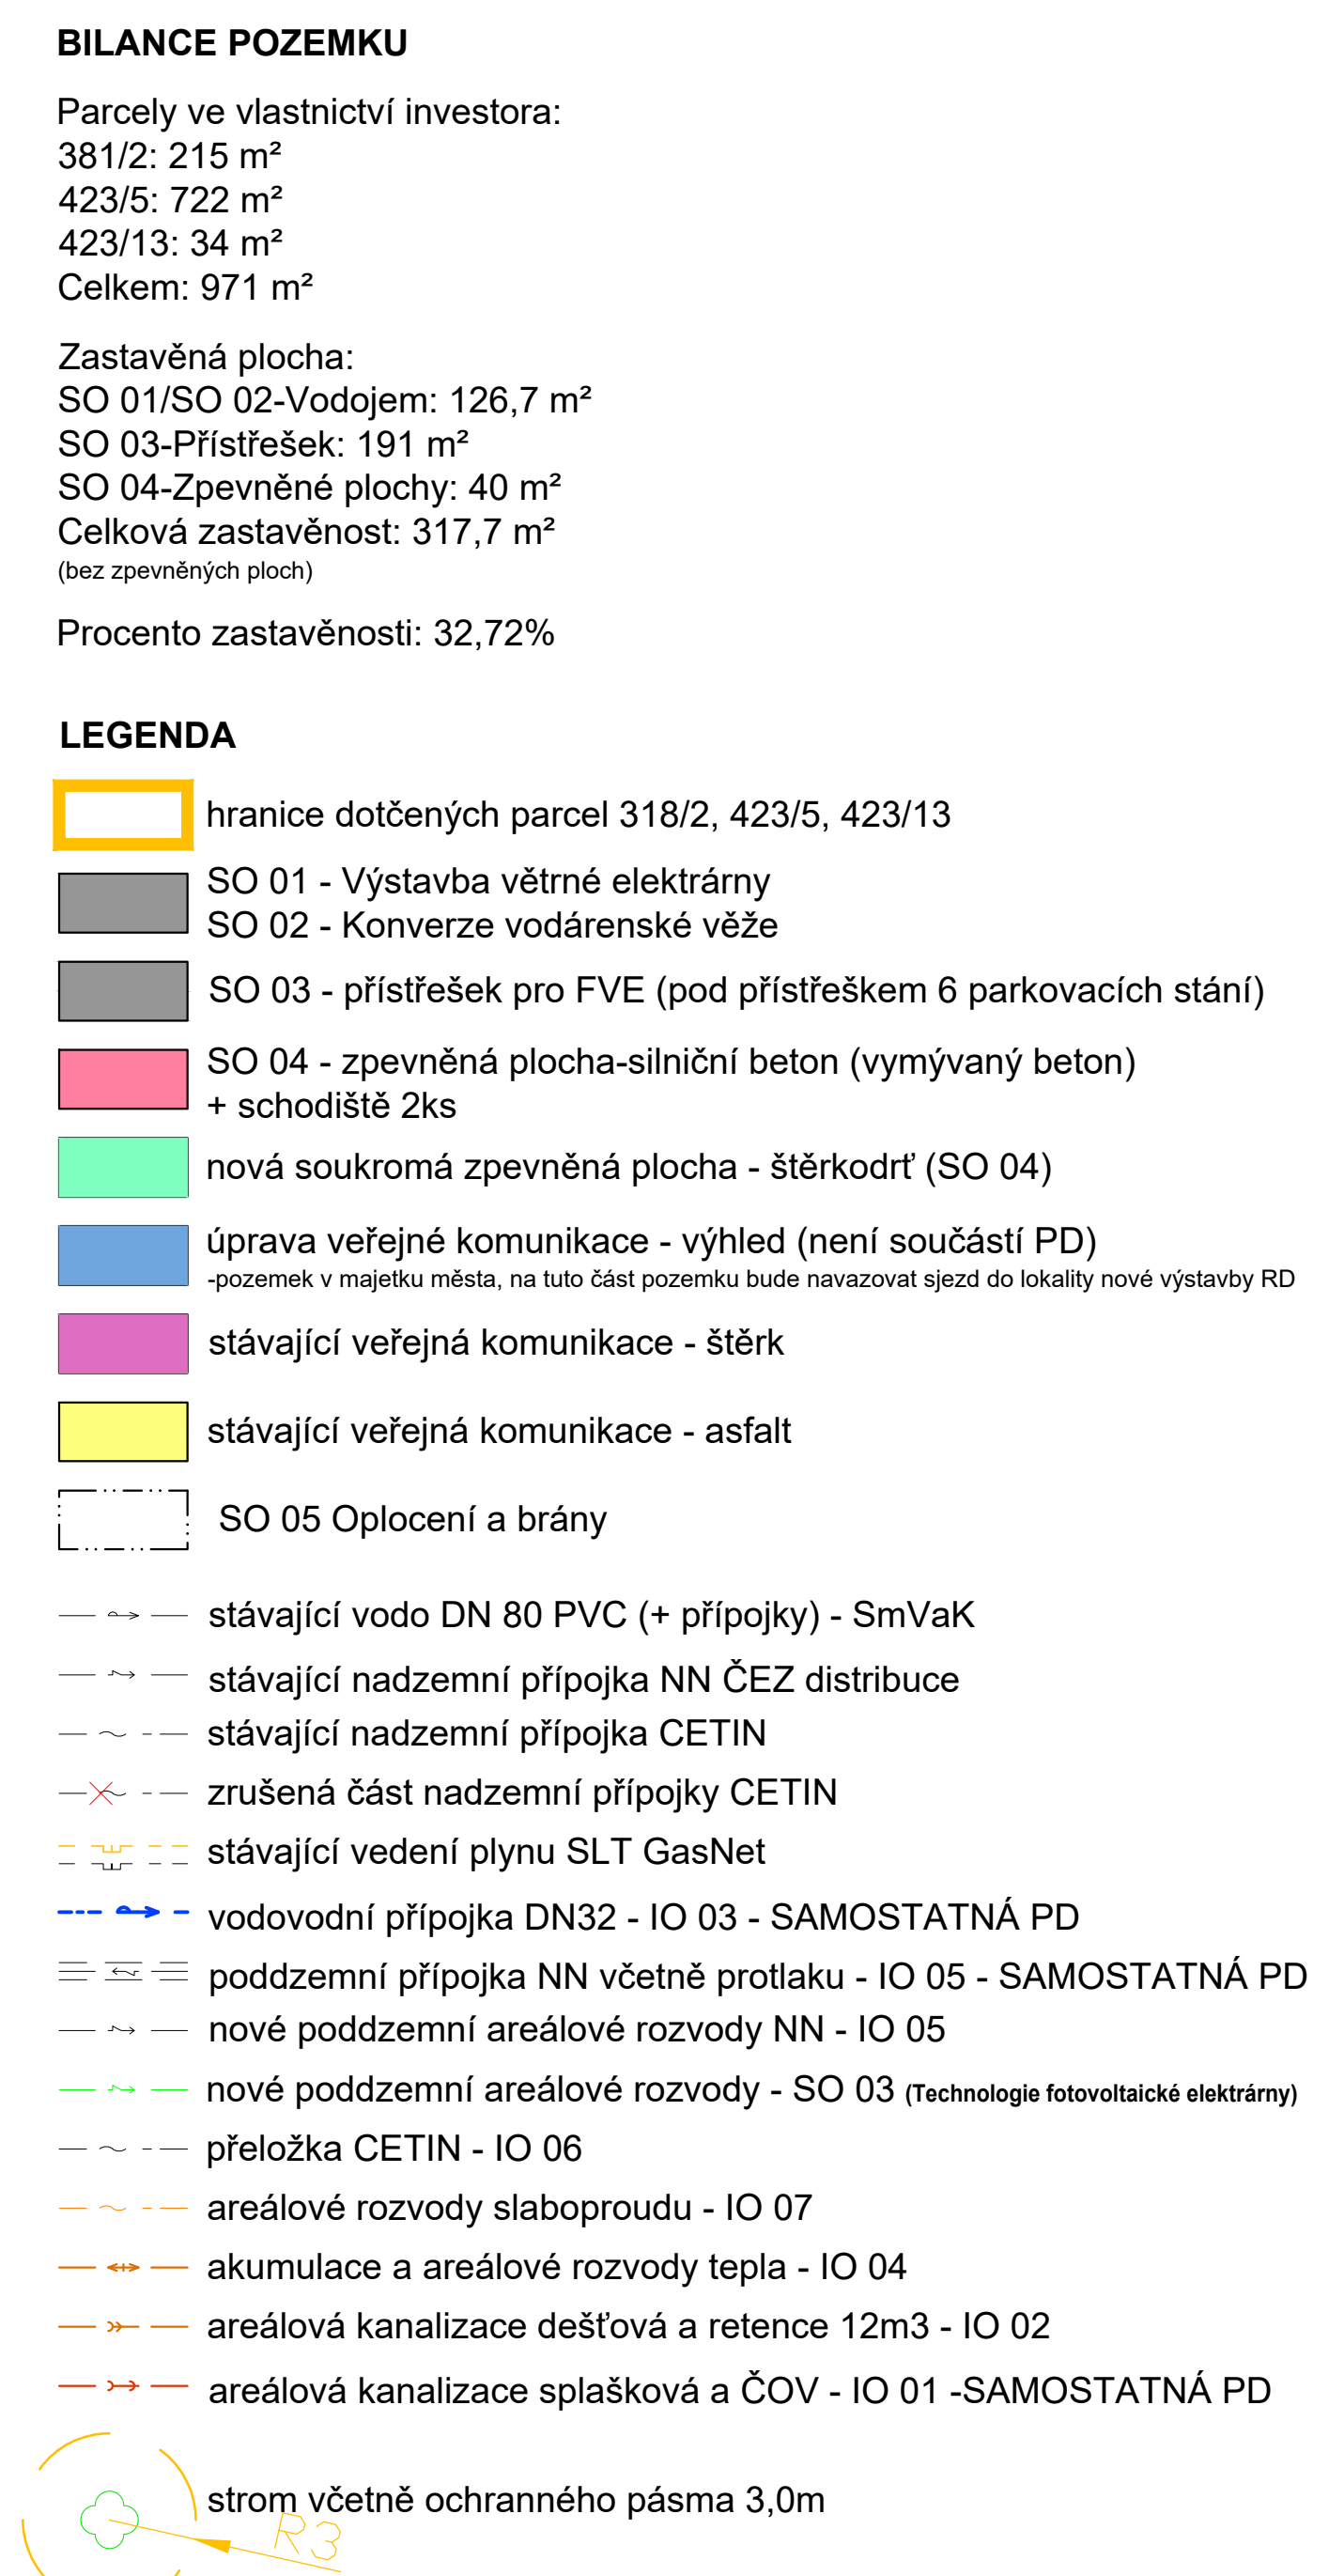 BILANCE POZEMKU
Parcely ve vlastnictví investora:
381/2: 215 m²
423/5: 722 m²
423/13: 34 m²
Celkem: 971 m²
Zastavěná plocha:
SO 01/SO 02-Vodojem: 126,7 m²
SO 03-Přístřešek: 191 m²
SO 04-Zpevněné plochy: 40 m²
Celková zastavěnost: 317,7 m²
(bez zpevněných ploch)
Procento zastavěnosti: 32,72%
LEGENDA
hranice dotčených parcel 318/2, 423/5, 423/13
SO 01 - Výstavba větrné elektrárny
SO 02 - Konverze vodárenské věže
SO 03 - přístřešek pro FVE (pod přístřeškem 6 parkovacích stání)
SO 04 - zpevněná plocha-silniční beton (vymývaný beton)
+ schodiště 2ks
nová soukromá zpevněná plocha - štěrkodrť (SO 04)
úprava veřejné komunikace - výhled (není součástí PD)
-pozemek v majetku města, na tuto část pozemku bude navazovat sjezd do lokality nové výstavby RD
stávající veřejná komunikace - štěrk
stávající veřejná komunikace - asfalt
SO 05 Oplocení a brány
stávající vodo DN 80 PVC (+ přípojky) - SmVaK
stávající nadzemní přípojka NN ČEZ distribuce
stávající nadzemní přípojka CETIN
zrušená část nadzemní přípojky CETIN
stávající vedení plynu SLT GasNet
vodovodní přípojka DN32 - IO 03 - SAMOSTATNÁ PD
poddzemní přípojka NN včetně protlaku - IO 05 - SAMOSTATNÁ PD
nové poddzemní areálové rozvody NN - IO 05
nové poddzemní areálové rozvody - SO 03 (Technologie fotovoltaické elektrárny)
přeložka CETIN - IO 06
areálové rozvody slaboproudu - IO 07
akumulace a areálové rozvody tepla - IO 04
areálová kanalizace dešťová a retence 12m3 - IO 02
areálová kanalizace splašková a ČOV - IO 01 -SAMOSTATNÁ PD
strom včetně ochranného pásma 3,0m
R3